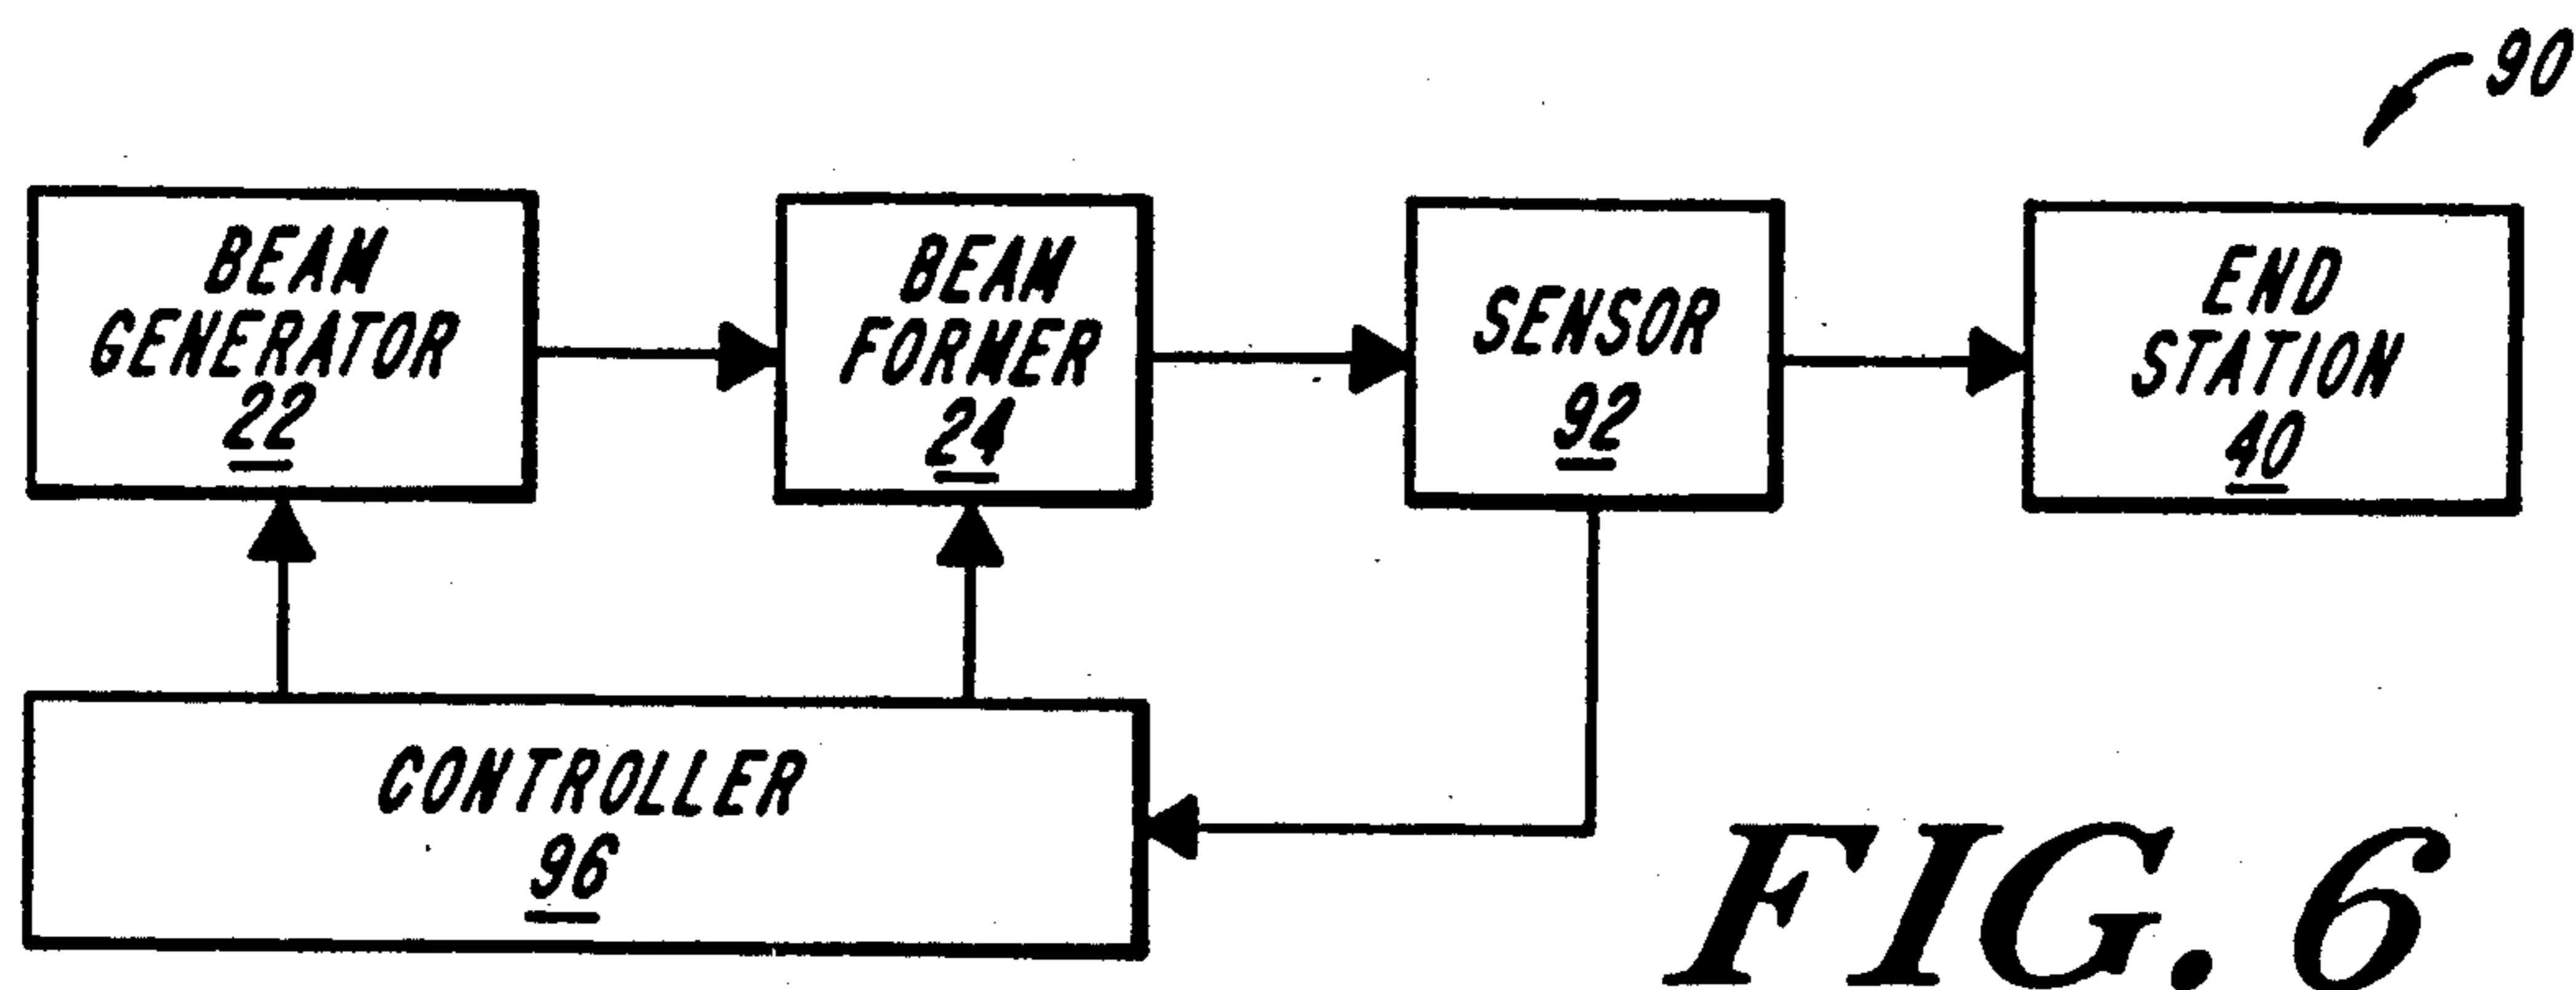 90
BEAM
GENERATOR
22
BEAM
FORMER
24
SENSOR
92
END
STATION
40
CONTROLLER
96
FIG. 6